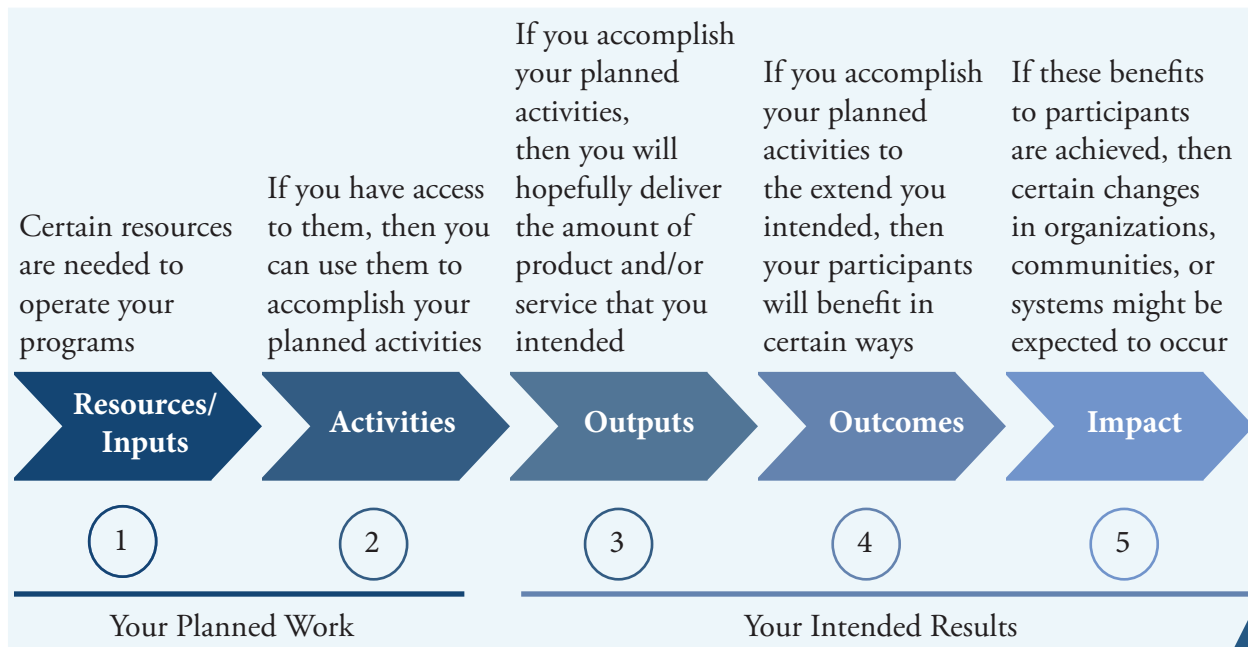 Certain resources
are needed to
operate your
programs
If you have access
to them, then you
can use them to
accomplish your
planned activities
If you accomplish
your planned
activities,
then you will
hopefully deliver
the amount of
product and/or
service that you
intended
If you accomplish
your planned
activities to
the extend you
intended, then
your participants
will benefit in
certain ways
If these benefits
to participants
are achieved, then
certain changes
in organizations,
communities, or
systems might be
expected to occur
Resources/
Inputs
Activities
Outputs
Outcomes
Impact
1
2
3
4
5
Your Planned Work
Your Intended Results